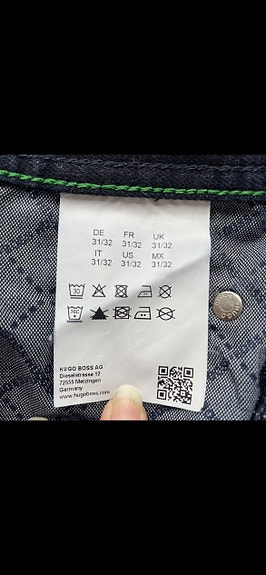 DE FR UK
31/32 31/32 31/32
IT US MX
31/32 31/32 31/32
30
30C
HUGO BOSS AG
Dieselstrasse 12
72555 Metzingen
Germany
www.hugoboss.com